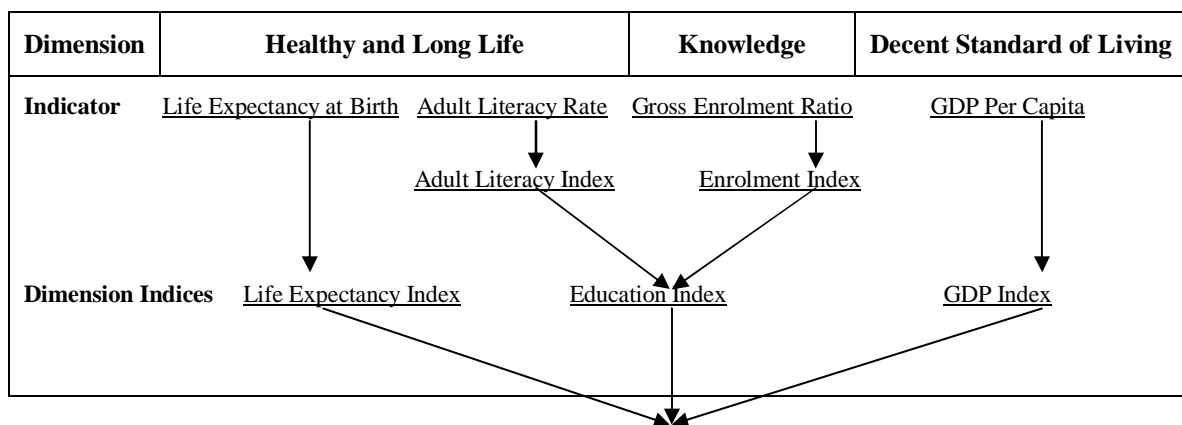 Dimension Healthy and Long Life Knowledge Decent Standard of Living
Indicator Life Expectancy at Birth Adult Literacy Rate Gross Enrolment Ratio GDP Per Capita
Adult Literacy Index Enrolment Index
Dimension Indices Life Expectancy Index Education Index GDP Index